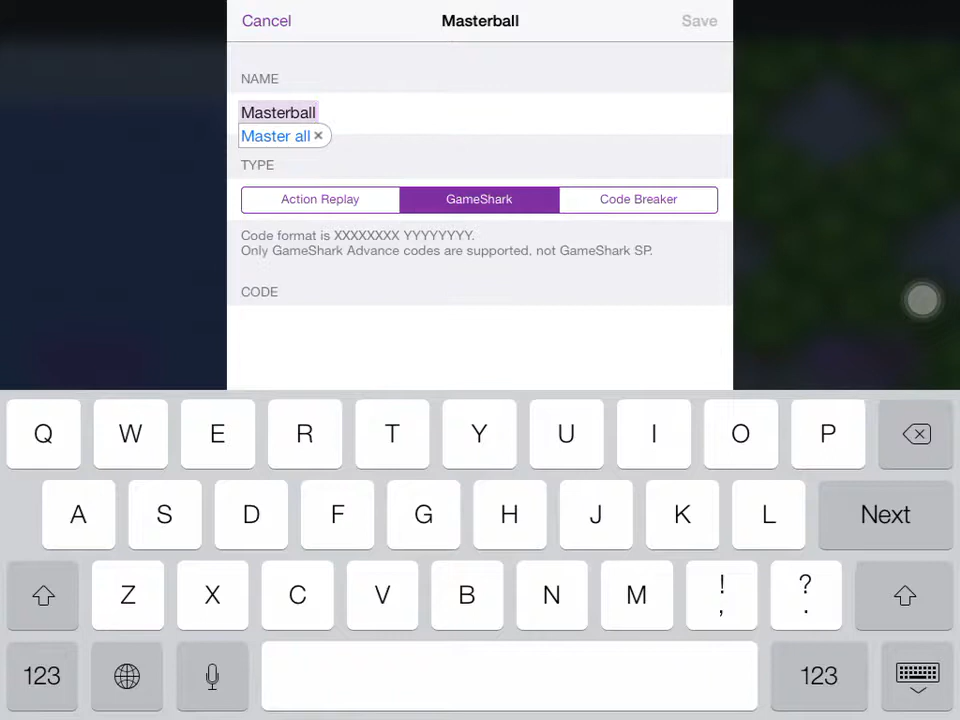 Cancel Masterball Save
NAME
Masterball
Master all ×
TYPE
Action Replay GameShark Code Breaker
Code format is XXXXXXXX YYYYYYYY.
Only GameShark Advance codes are supported, not GameShark SP.
CODE
Q W E R T Y U I O P
A S D F G H J K L Next
Z X C V B N M ! , ? .
123 123